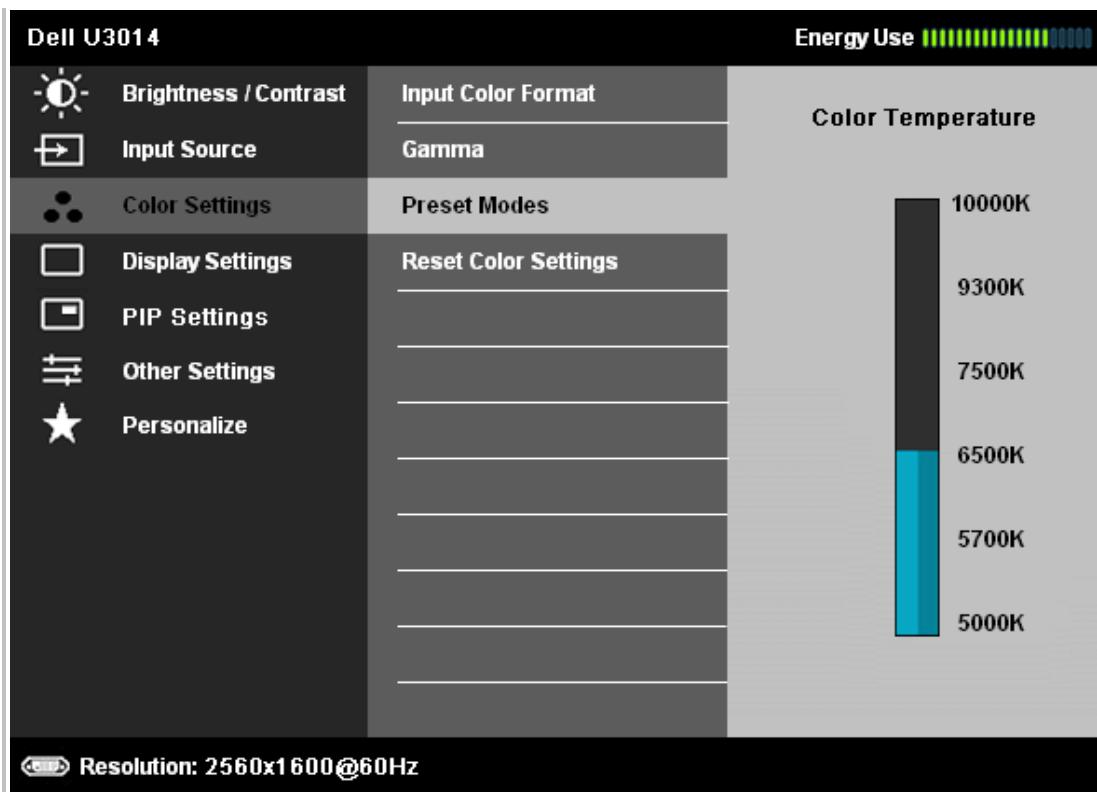 Dell U3014
Energy Use
Brightness / Contrast
Input Source
Color Settings
Display Settings
PIP Settings
Other Settings
Personalize
Input Color Format
Gamma
Preset Modes
Reset Color Settings
Color Temperature
10000K
9300K
7500K
6500K
5700K
5000K
Resolution: 2560x1600@60Hz